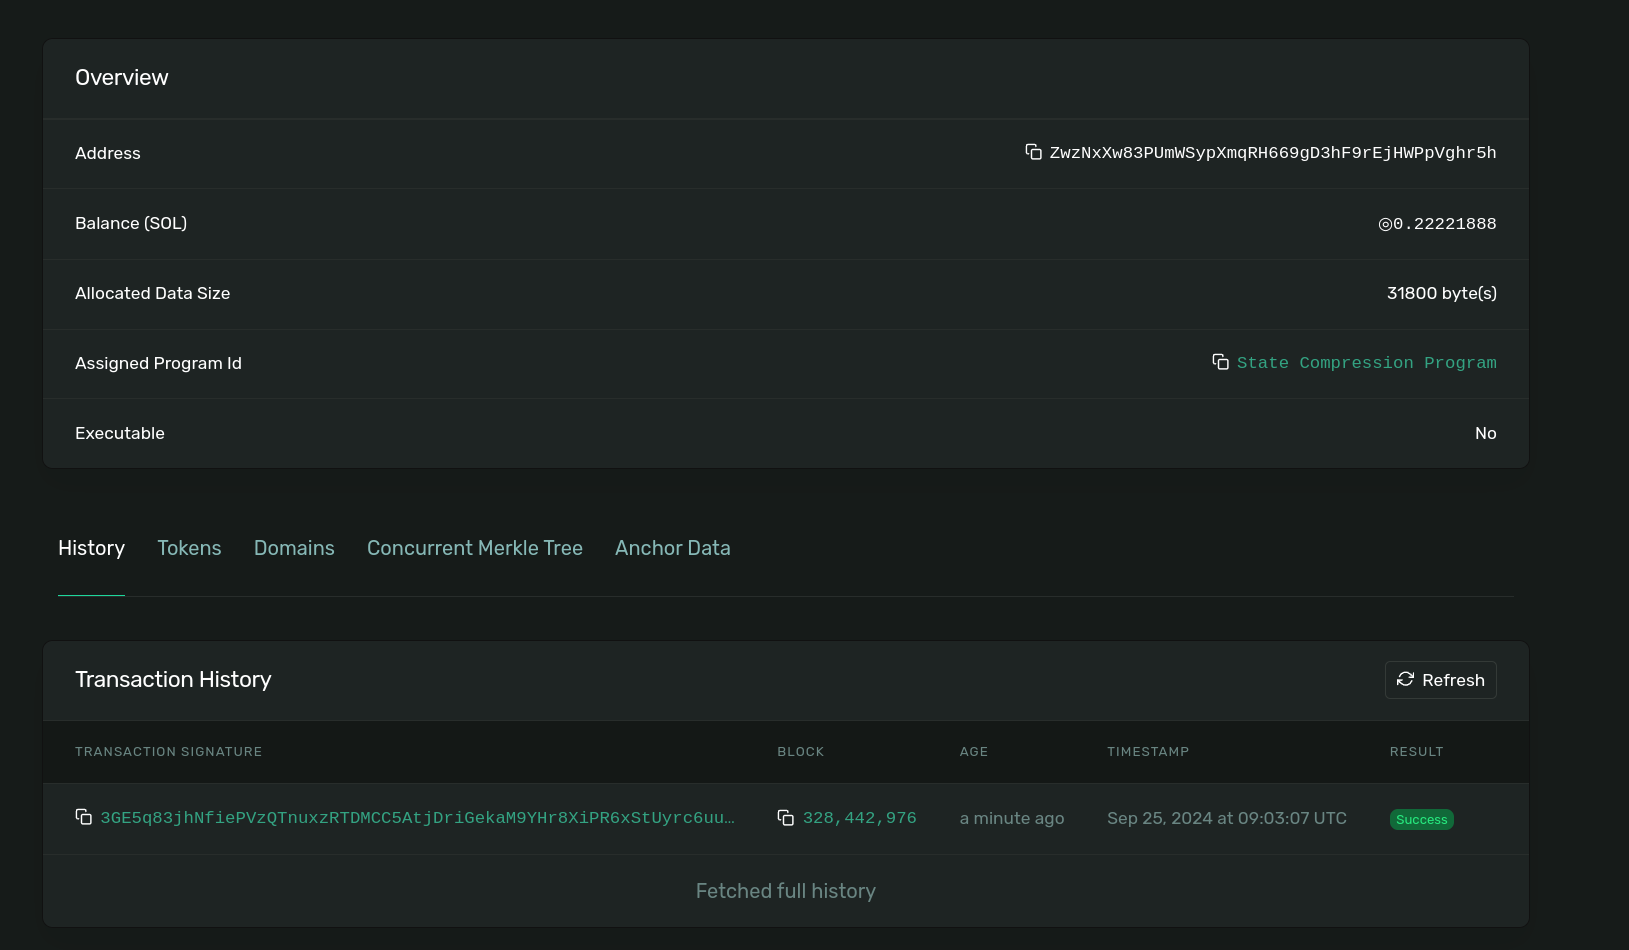 Overview
Address ZwzNxXw83PUmWSypXmqRH669gD3hF9rEjHWPpVghr5h
Balance (SOL) ◎0.22221888
Allocated Data Size 31800 byte(s)
Assigned Program Id State Compression Program
Executable No
History Tokens Domains Concurrent Merkle Tree Anchor Data
Transaction History Refresh
TRANSACTION SIGNATURE BLOCK AGE TIMESTAMP RESULT
3GE5q83jhNfiePVzQTnuxzRTDMCC5AtjDriGekaM9YHr8XiPR6xStUyrc6uu… 328,442,976 a minute ago Sep 25, 2024 at 09:03:07 UTC Success
Fetched full history